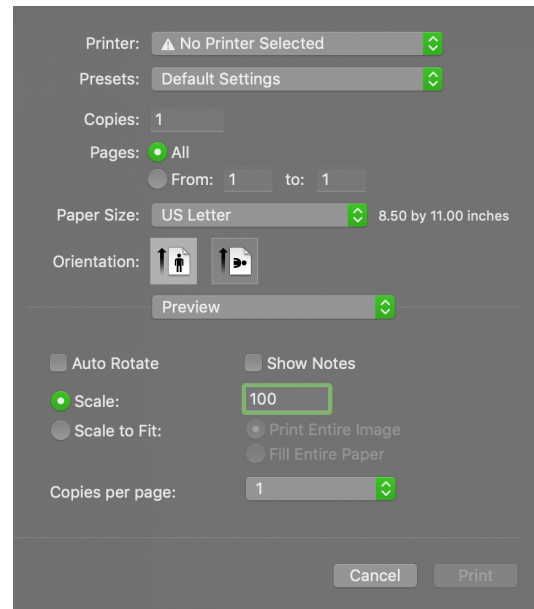 Printer: No Printer Selected
Presets: Default Settings
Copies: 1
Pages: All
From: 1 to: 1
Paper Size: US Letter 8.50 by 11.00 inches
Orientation:
Preview
Auto Rotate Show Notes
Scale: 100
Scale to Fit: Print Entire Image
Fill Entire Paper
Copies per page: 1
Cancel Print